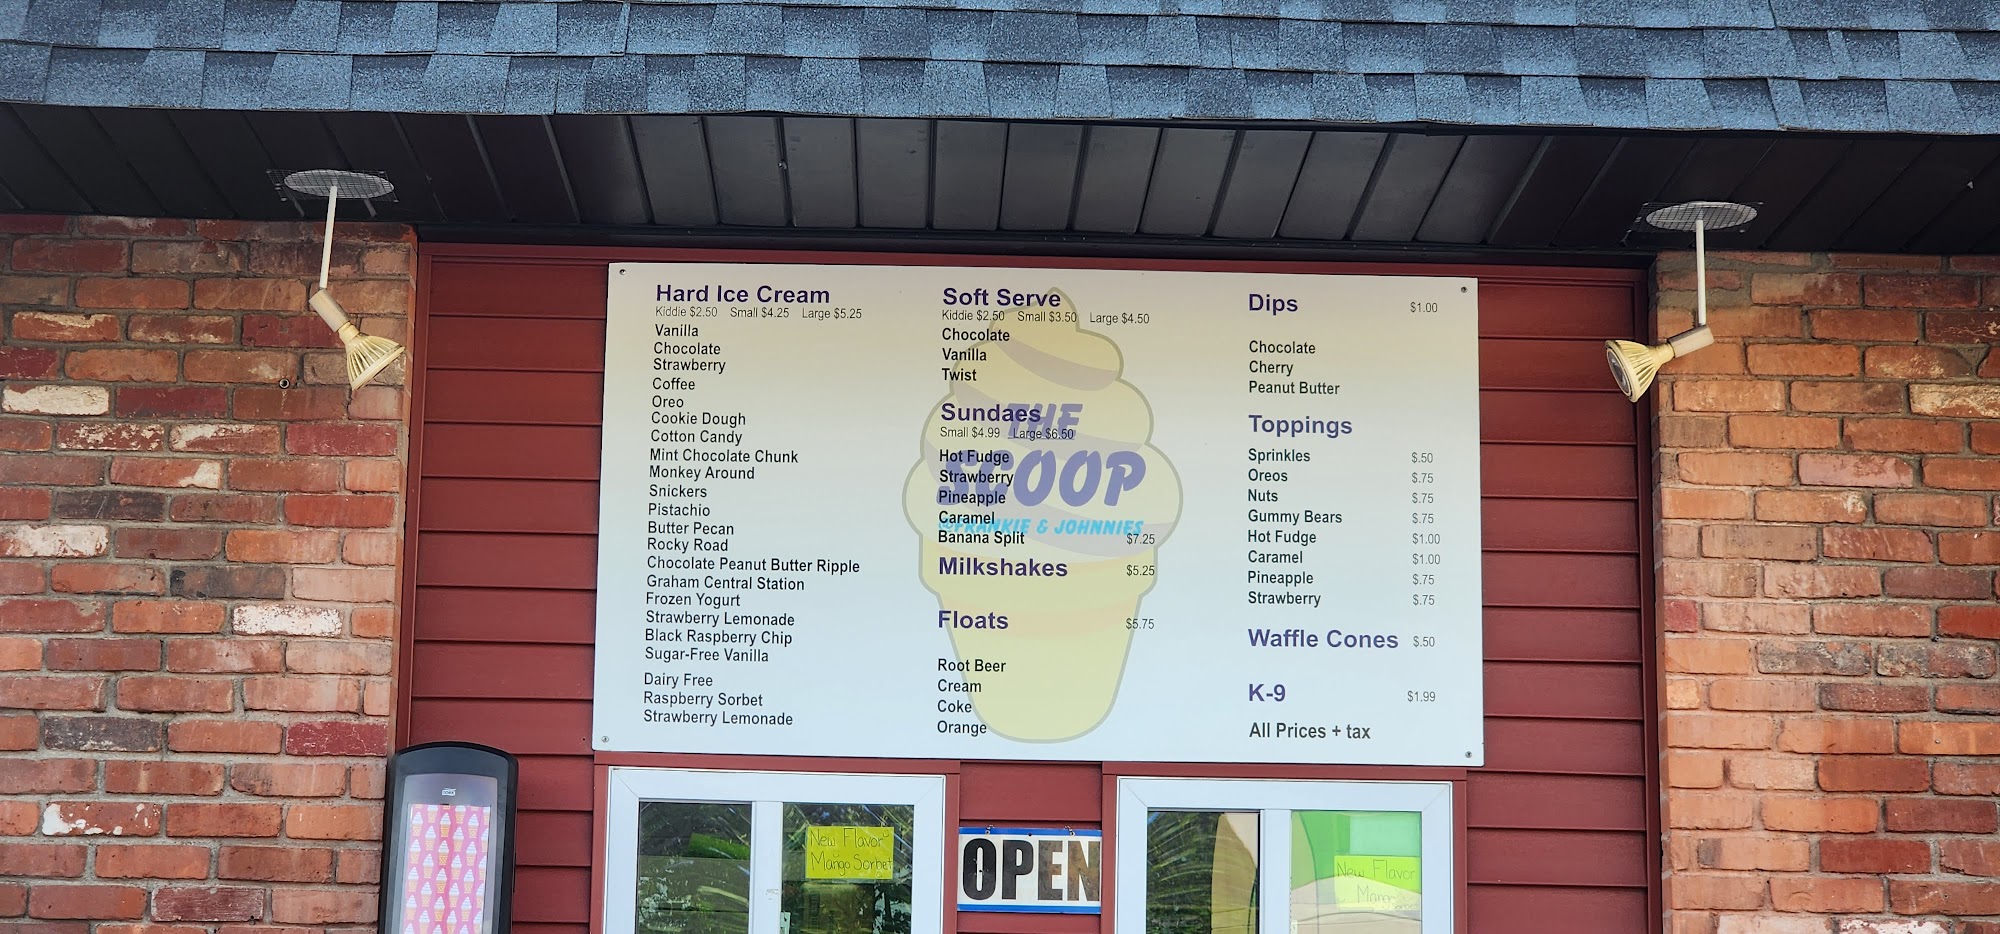 Hard Ice Cream
Kiddie $2.50 Small $4.25 Large $5.25
Vanilla
Chocolate
Strawberry
Coffee
Oreo
Cookie Dough
Cotton Candy
Mint Chocolate Chunk
Monkey Around
Snickers
Pistachio
Butter Pecan
Rocky Road
Chocolate Peanut Butter Ripple
Graham Central Station
Frozen Yogurt
Strawberry Lemonade
Black Raspberry Chip
Sugar-Free Vanilla
Dairy Free
Raspberry Sorbet
Strawberry Lemonade
Soft Serve
Kiddie $2.50 Small $3.50 Large $4.50
Chocolate
Vanilla
Twist
Sundaes
Small $4.99 Large $6.50
Hot Fudge
Strawberry
Pineapple
Caramel
Banana Split $7.25
Milkshakes $5.25
Floats $5.75
Root Beer
Cream
Coke
Orange
THE
SCOOP
@FRANKIE & JOHNNIES
Dips $1.00
Chocolate
Cherry
Peanut Butter
Toppings
Sprinkles $.50
Oreos $.75
Nuts $.75
Gummy Bears $.75
Hot Fudge $1.00
Caramel $1.00
Pineapple $.75
Strawberry $.75
Waffle Cones $.50
K-9 $1.99
All Prices + tax
New Flavor
Mango Sorbet
OPEN
New Flavor
Mango